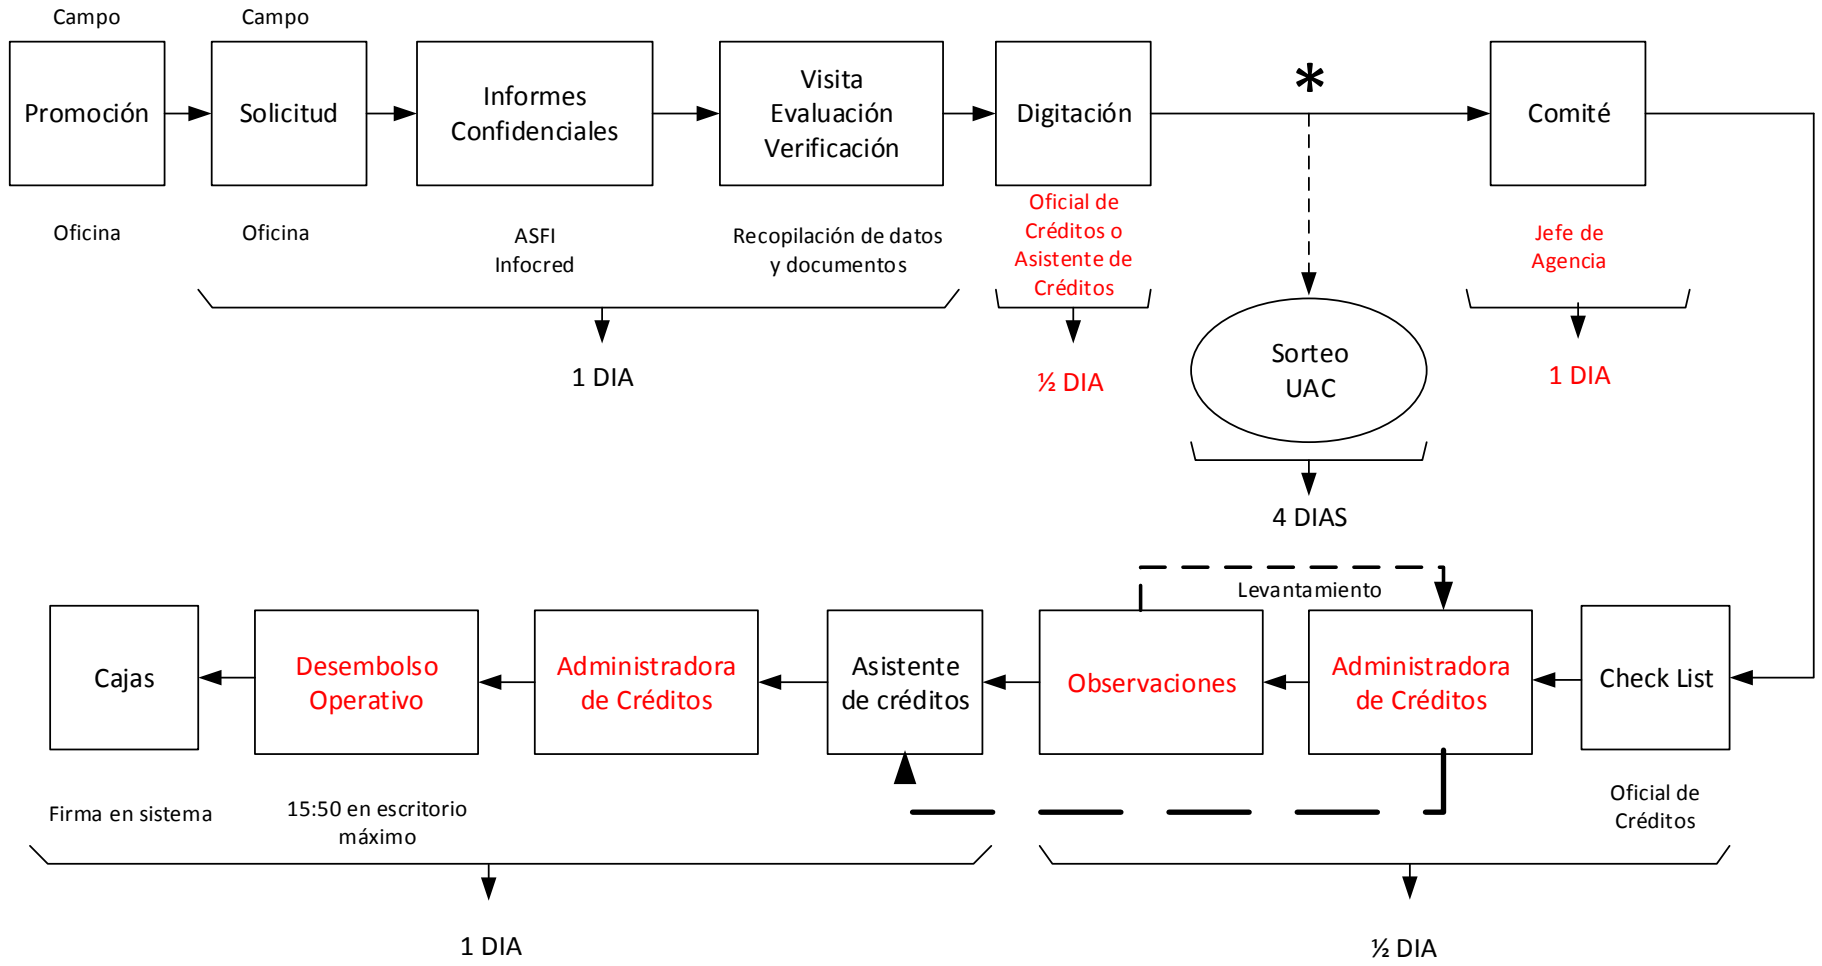 Campo
Campo
Promoción
Solicitud
Informes
Confidenciales
Visita
Evaluación
Verificación
Digitación
*
Comité
Oficina
Oficina
ASFI
Infocred
Recopilación de datos
y documentos
Oficial de
Créditos o
Asistente de
Créditos
Jefe de
Agencia
1 DIA
½ DIA
Sorteo
UAC
1 DIA
4 DIAS
Levantamiento
Cajas
Desembolso
Operativo
Administradora
de Créditos
Asistente
de créditos
Observaciones
Administradora
de Créditos
Check List
Firma en sistema
15:50 en escritorio
máximo
Oficial de
Créditos
1 DIA
½ DIA